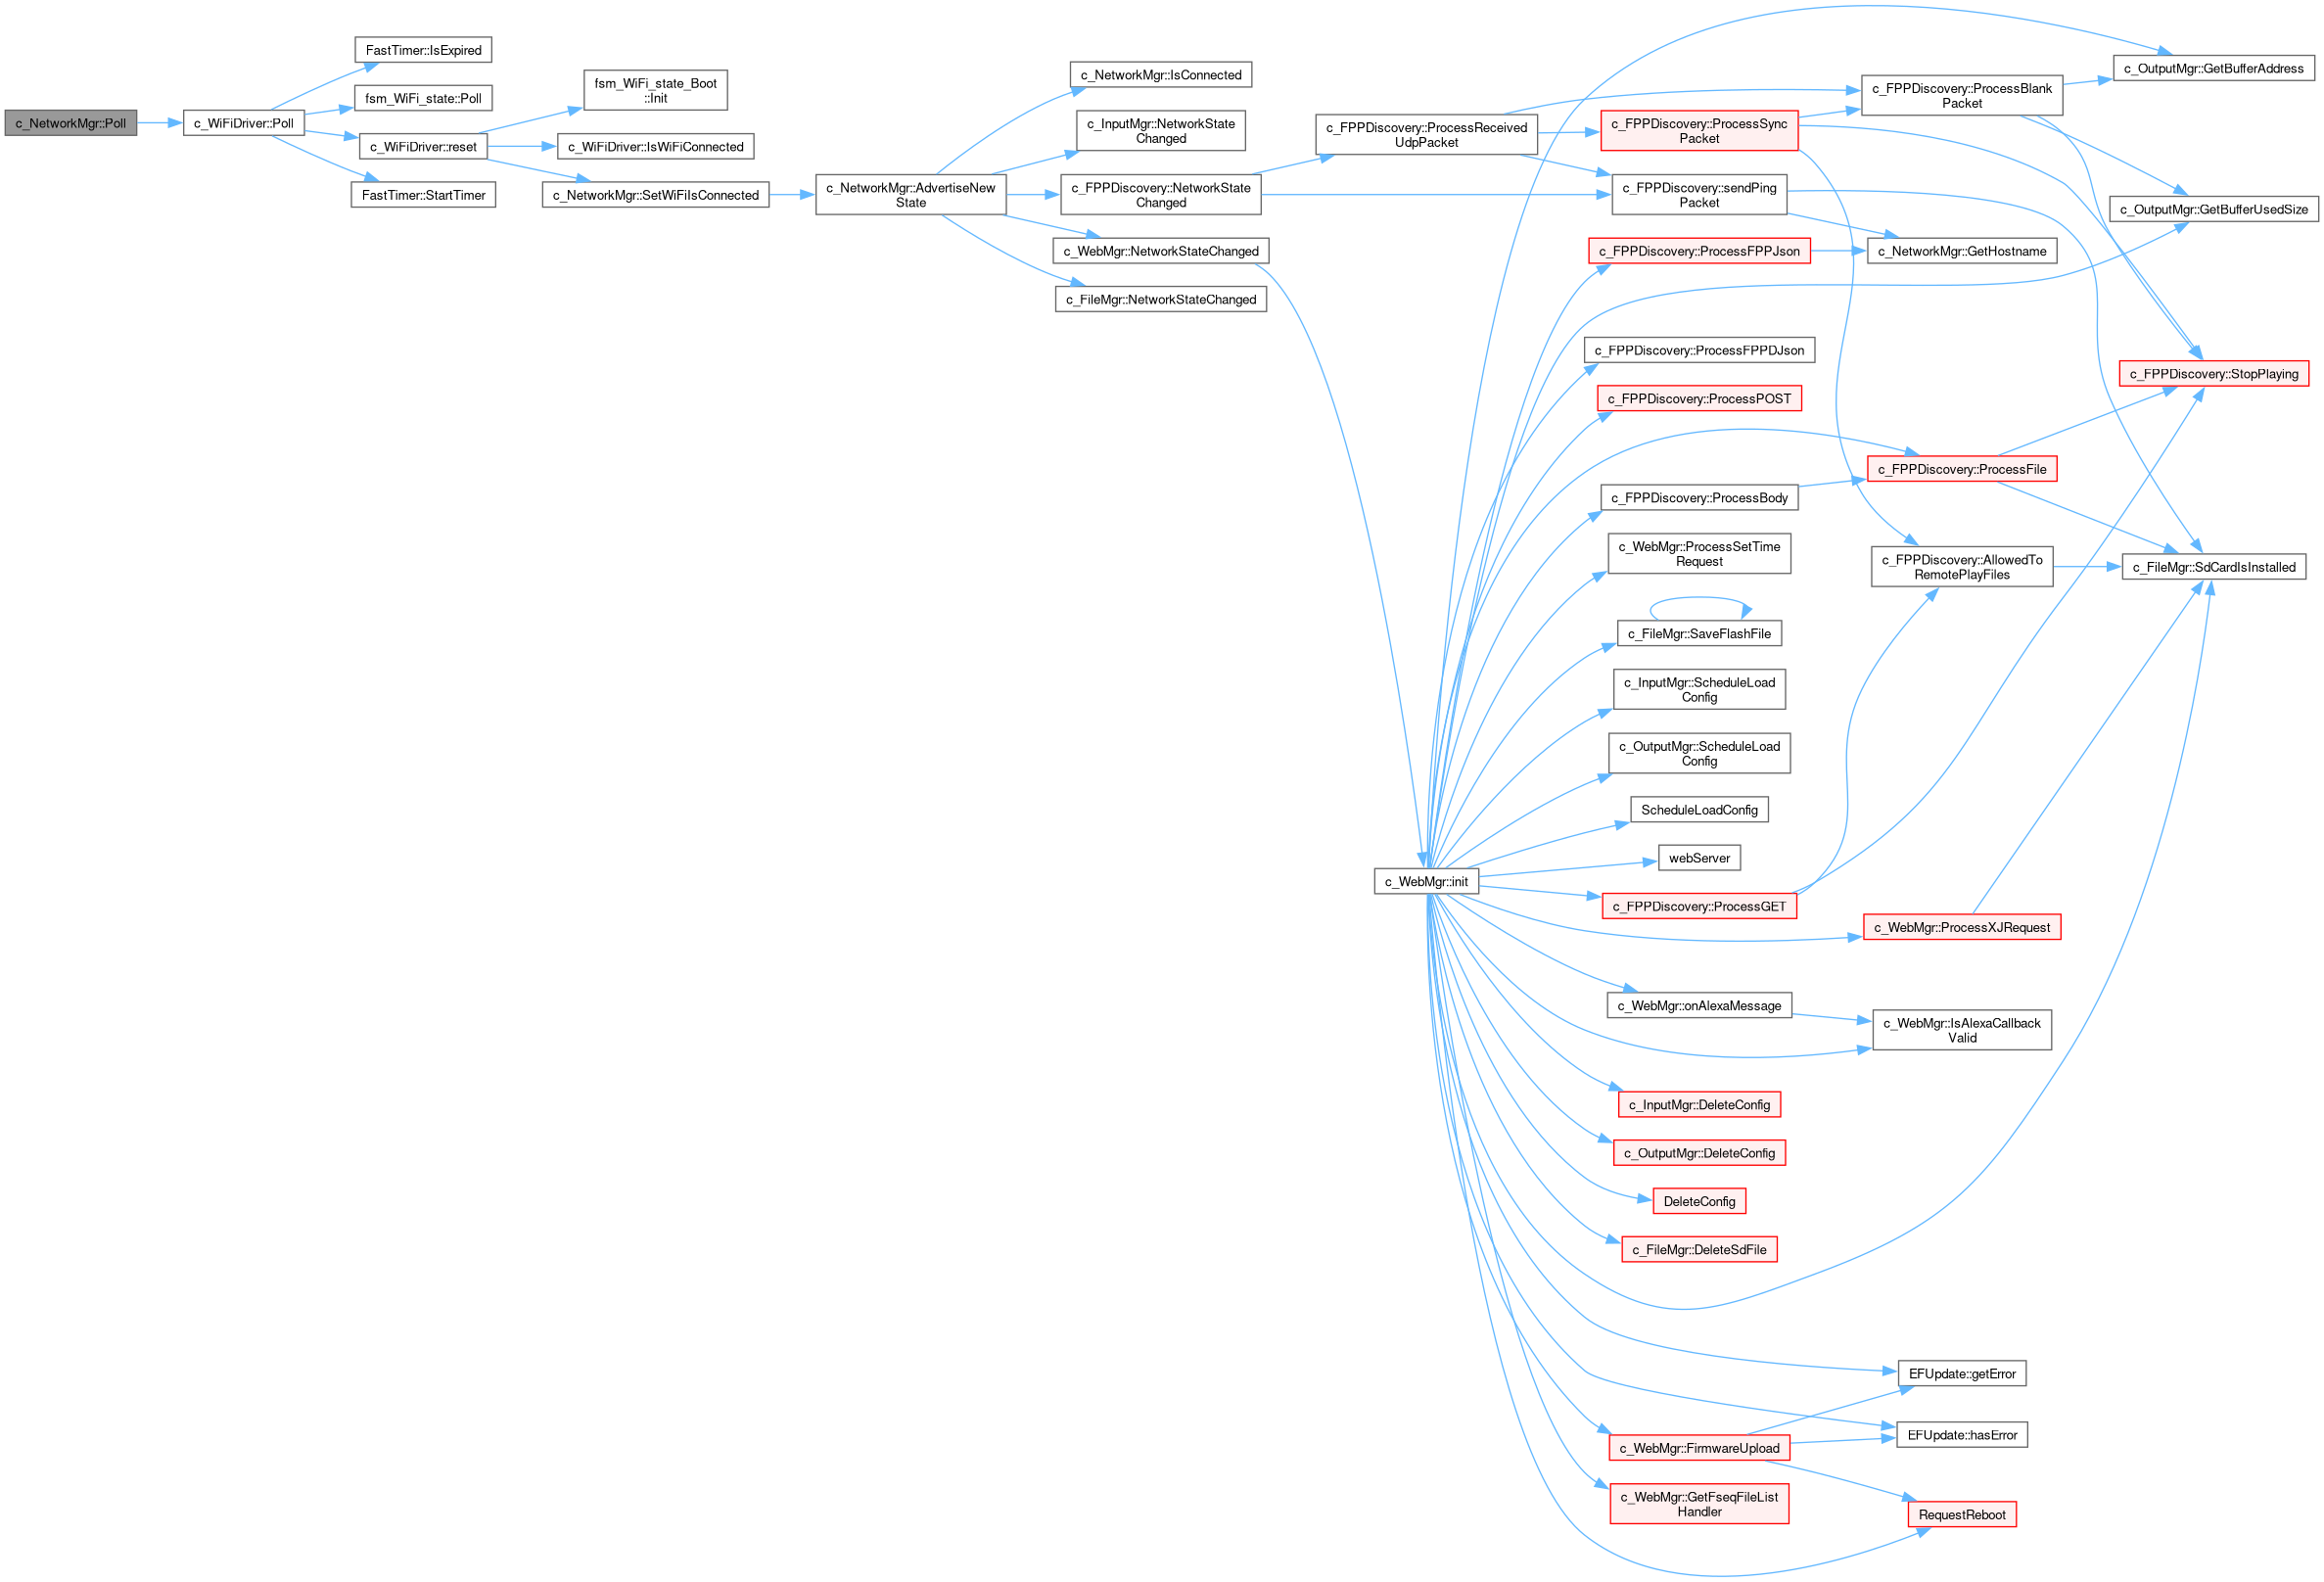 c_NetworkMgr::Poll
c_WiFiDriver::Poll
FastTimer::IsExpired
fsm_WiFi_state::Poll
c_WiFiDriver::reset
FastTimer::StartTimer
fsm_WiFi_state_Boot
::Init
c_WiFiDriver::IsWiFiConnected
c_NetworkMgr::SetWiFiIsConnected
c_NetworkMgr::AdvertiseNew
State
c_NetworkMgr::IsConnected
c_InputMgr::NetworkState
Changed
c_FPPDiscovery::NetworkState
Changed
c_WebMgr::NetworkStateChanged
c_FileMgr::NetworkStateChanged
c_FPPDiscovery::ProcessReceived
UdpPacket
c_WebMgr::init
c_FPPDiscovery::ProcessSync
Packet
c_FPPDiscovery::sendPing
Packet
c_FPPDiscovery::ProcessFPPJson
c_FPPDiscovery::ProcessFPPDJson
c_FPPDiscovery::ProcessPOST
c_FPPDiscovery::ProcessBody
c_WebMgr::ProcessSetTime
Request
c_FileMgr::SaveFlashFile
c_InputMgr::ScheduleLoad
Config
c_OutputMgr::ScheduleLoad
Config
ScheduleLoadConfig
webServer
c_FPPDiscovery::ProcessGET
c_WebMgr::onAlexaMessage
c_InputMgr::DeleteConfig
c_OutputMgr::DeleteConfig
DeleteConfig
c_FileMgr::DeleteSdFile
c_WebMgr::FirmwareUpload
c_WebMgr::GetFseqFileList
Handler
c_FPPDiscovery::ProcessBlank
Packet
c_NetworkMgr::GetHostname
c_FPPDiscovery::ProcessFile
c_FPPDiscovery::AllowedTo
RemotePlayFiles
c_WebMgr::ProcessXJRequest
c_WebMgr::IsAlexaCallback
Valid
EFUpdate::getError
EFUpdate::hasError
RequestReboot
c_OutputMgr::GetBufferAddress
c_OutputMgr::GetBufferUsedSize
c_FPPDiscovery::StopPlaying
c_FileMgr::SdCardIsInstalled